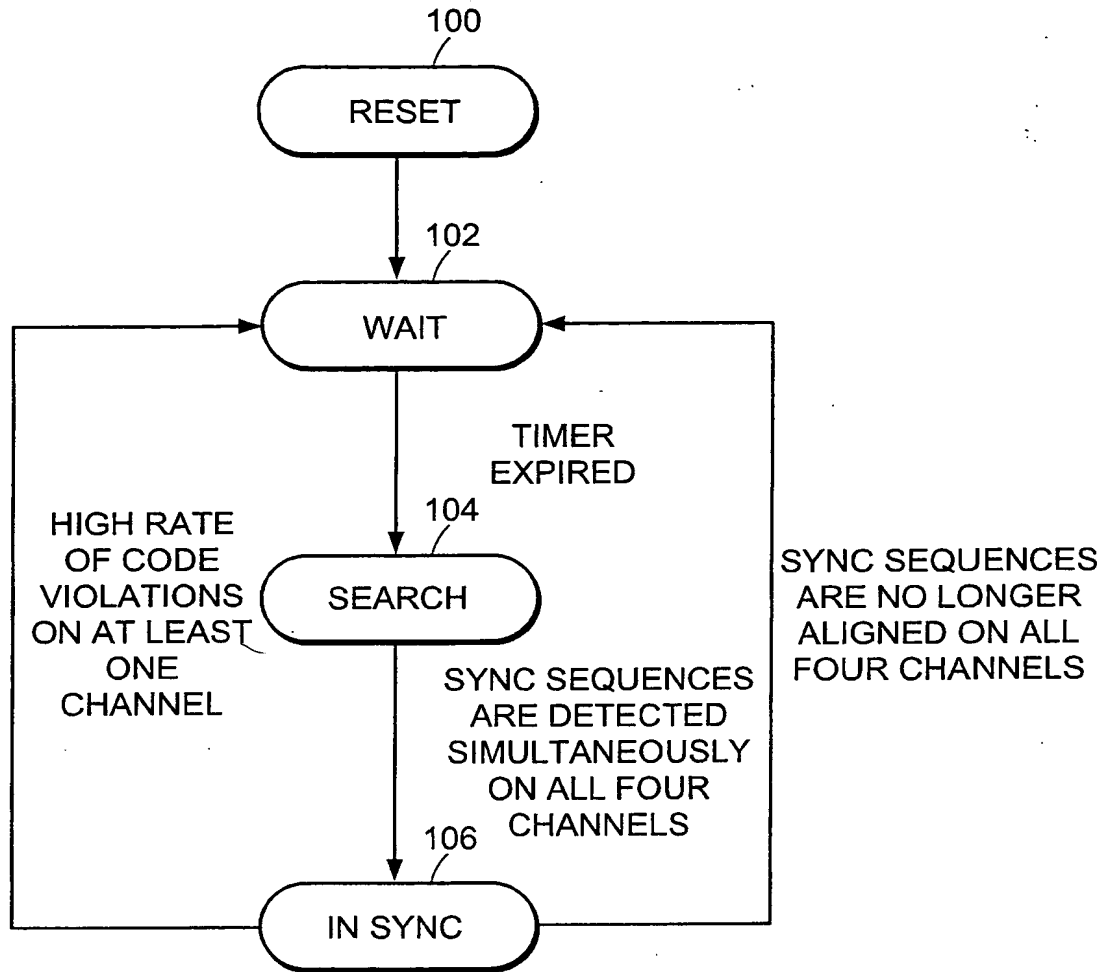 100
RESET
102
WAIT
TIMER
EXPIRED
104
SEARCH
HIGH RATE
OF CODE
VIOLATIONS
ON AT LEAST
ONE
CHANNEL
SYNC SEQUENCES
ARE NO LONGER
ALIGNED ON ALL
FOUR CHANNELS
SYNC SEQUENCES
ARE DETECTED
SIMULTANEOUSLY
ON ALL FOUR
CHANNELS
106
IN SYNC